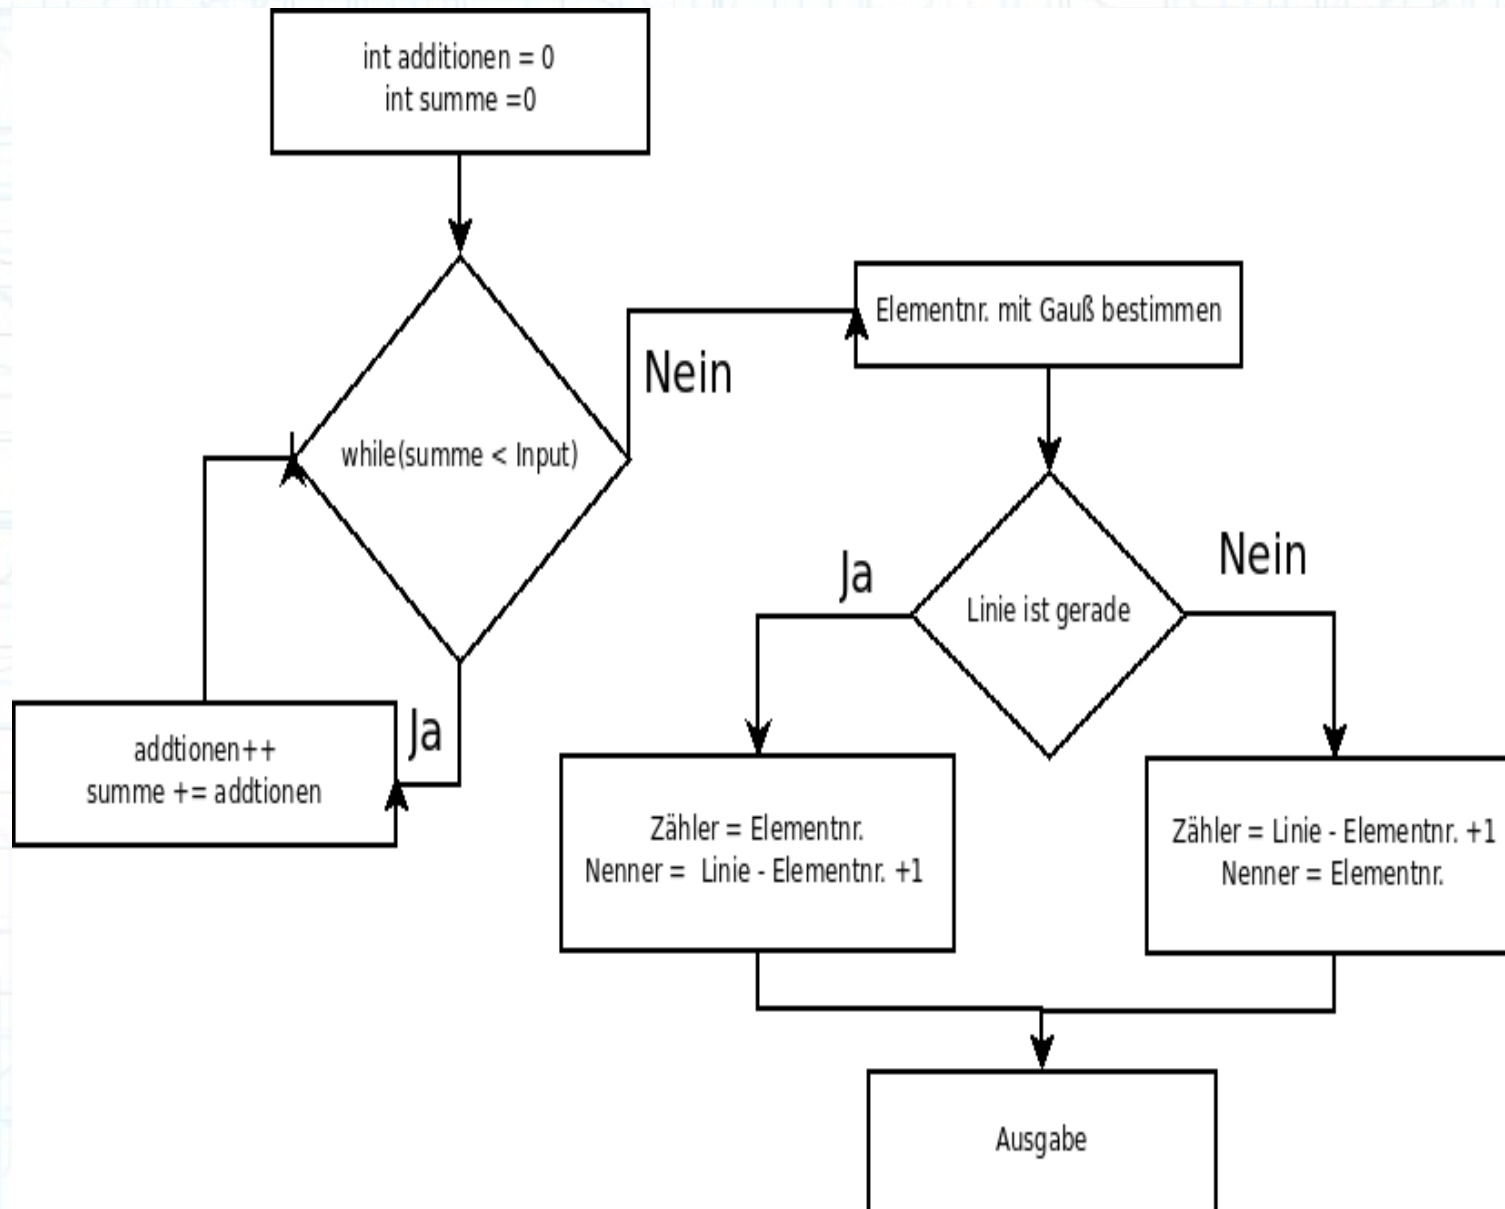 int additionen = 0
int summe =0
while(summe < Input)
Ja
addtionen++
summe += addtionen
Nein
Elementnr. mit Gauß bestimmen
Linie ist gerade
Ja
Zähler = Elementnr.
Nenner =  Linie - Elementnr. +1
Nein
Zähler = Linie - Elementnr. +1
Nenner = Elementnr.
Ausgabe